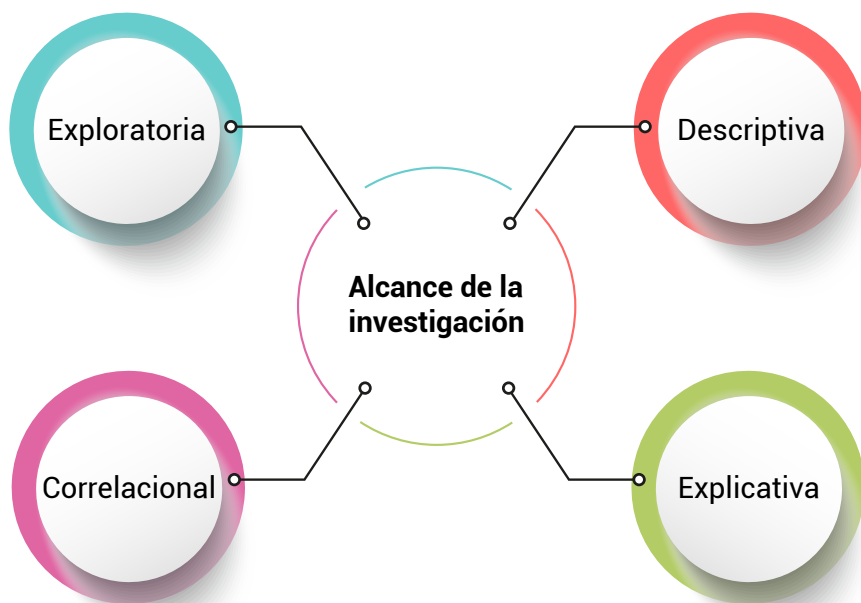 Exploratoria
Descriptiva
Alcance de la
investigación
Correlacional
Explicativa